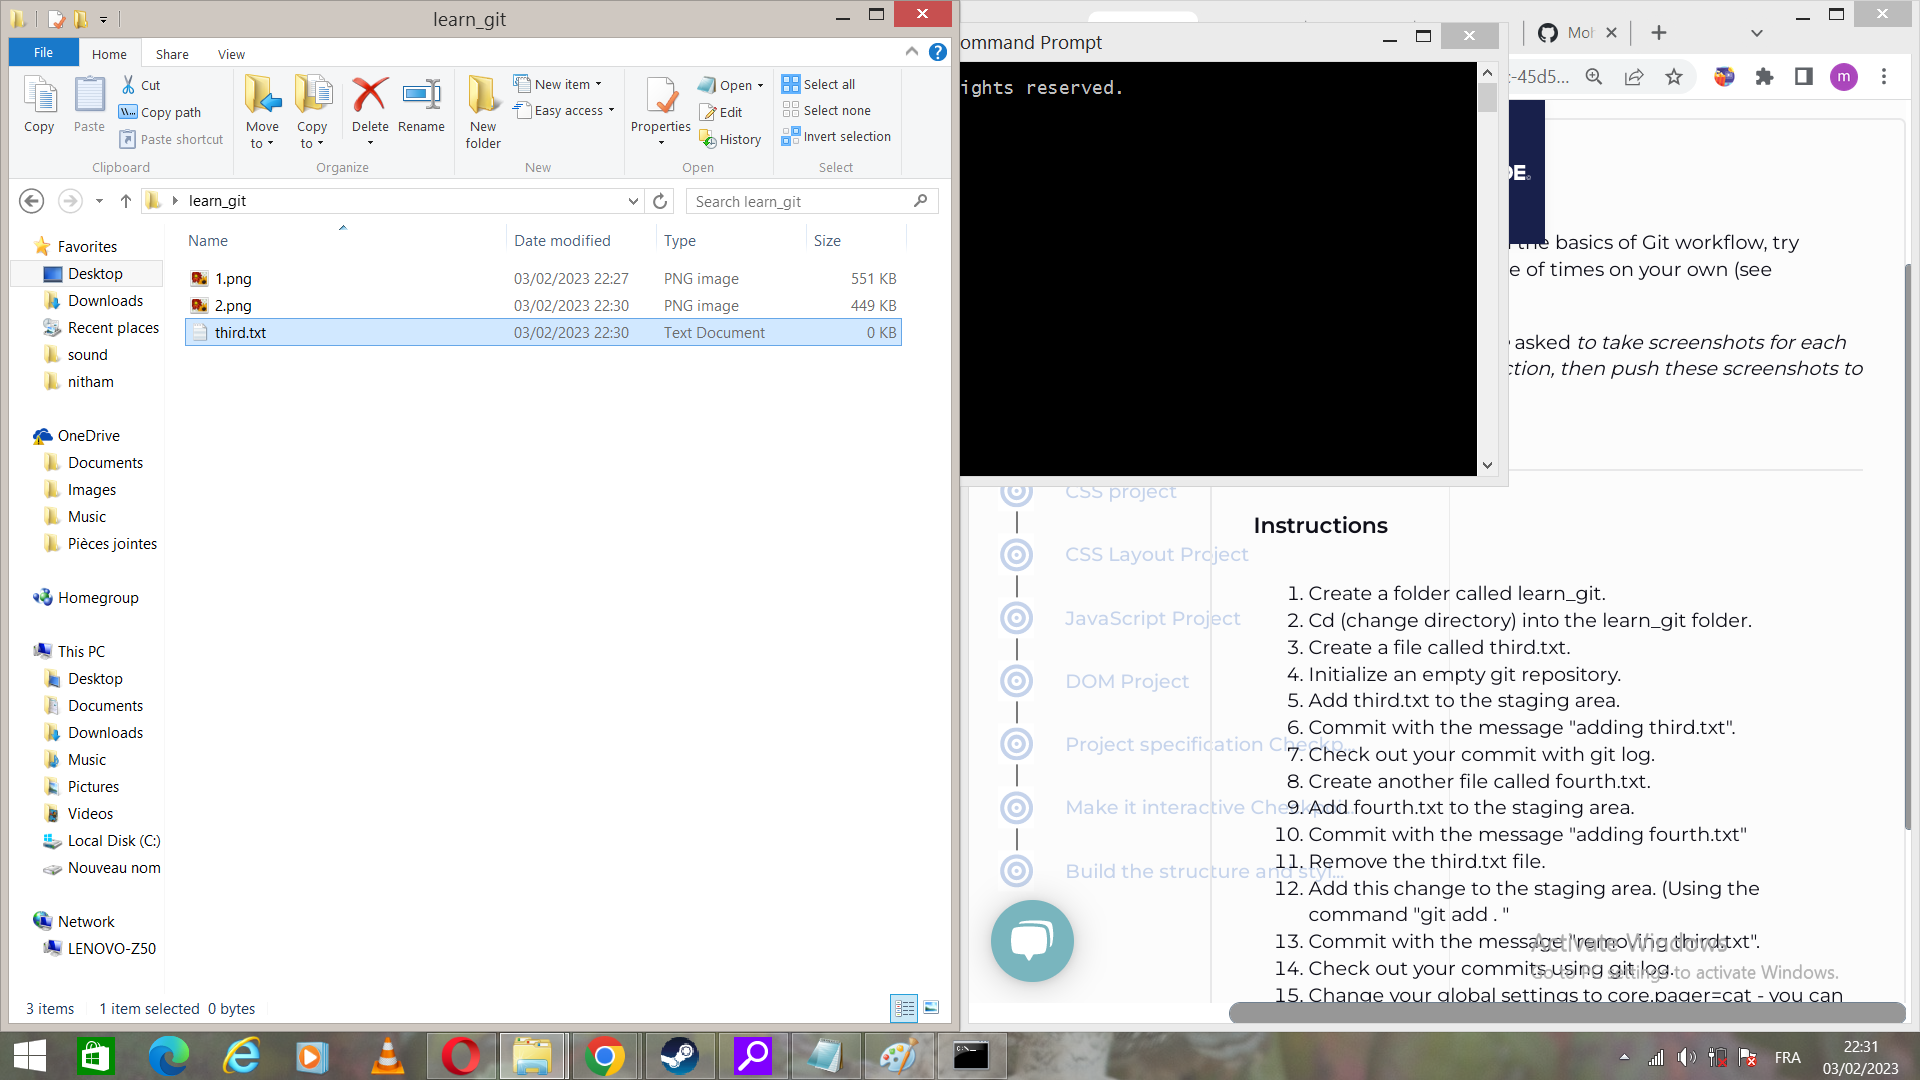 learn_git
File
Home
Share
View
Copy
Paste
Cut
Copy path
Paste shortcut
Clipboard
Move to
Copy to
Delete
Rename
Organize
New folder
New item
Easy access
New
Properties
Open
Edit
History
Open
Select all
Select none
Invert selection
Select
learn_git
Search learn_git
Name Date modified Type Size
1.png 03/02/2023 22:27 PNG image 551 KB
2.png 03/02/2023 22:30 PNG image 449 KB
third.txt 03/02/2023 22:30 Text Document 0 KB
Favorites
Desktop
Downloads
Recent places
sound
nitham
OneDrive
Documents
Images
Music
Pièces jointes
Homegroup
This PC
Desktop
Documents
Downloads
Music
Pictures
Videos
Local Disk (C:)
Nouveau nom
Network
LENOVO-Z50
3 items 1 item selected 0 bytes
ommand Prompt
ights reserved.
-45d5...
m
the basics of Git workflow, try
e of times on your own (see
asked to take screenshots for each
ction, then push these screenshots to
CSS project
CSS Layout Project
JavaScript Project
DOM Project
Project specification Checkp...
Make it interactive
Build the structure and styl...
Instructions
1. Create a folder called learn_git.
2. Cd (change directory) into the learn_git folder.
3. Create a file called third.txt.
4. Initialize an empty git repository.
5. Add third.txt to the staging area.
6. Commit with the message "adding third.txt".
7. Check out your commit with git log.
8. Create another file called fourth.txt.
9. Add fourth.txt to the staging area.
10. Commit with the message "adding fourth.txt"
11. Remove the third.txt file.
12. Add this change to the staging area. (Using the
command "git add . "
13. Commit with the message "removing third.txt".
14. Check out your commits using git log.
15. Change your global settings to core.pager=cat - you can
Activate Windows
Go to PC settings to activate Windows.
FRA
22:31
03/02/2023